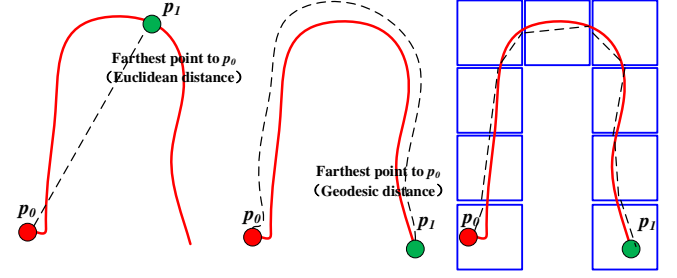 p1
Farthest point to p0
（Euclidean distance）
p0
Farthest point to p0
（Geodesic distance）
p0
p1
p0
p1